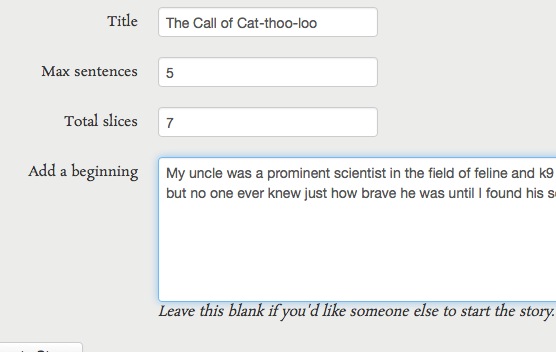 Title
The Call of Cat-thoo-loo
Max sentences
5
Total slices
7
Add a beginning
My uncle was a prominent scientist in the field of feline and k9
but no one ever knew just how brave he was until I found his
Leave this blank if you'd like someone else to start the story.